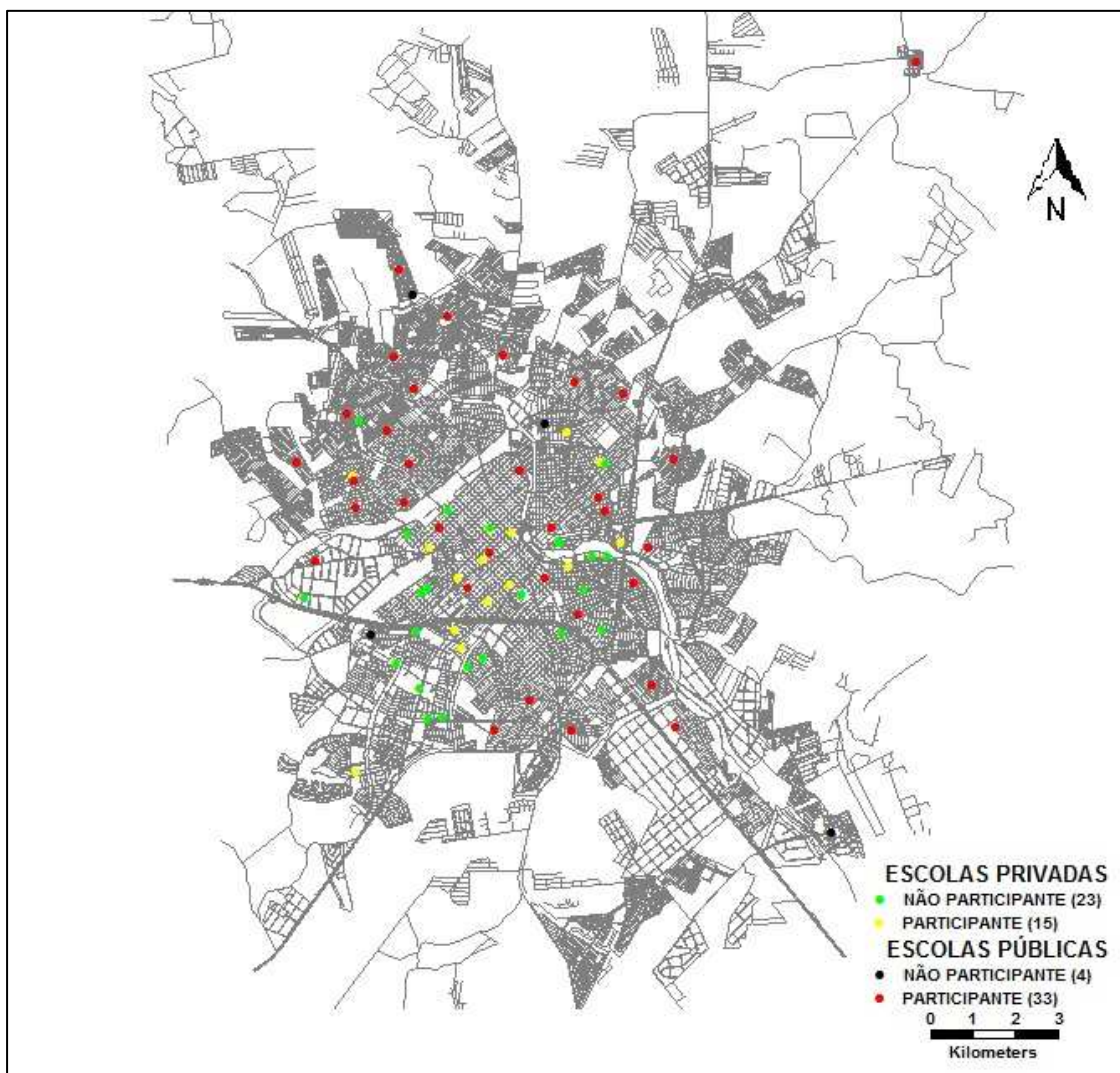 N
ESCOLAS PRIVADAS
NÃO PARTICIPANTE (23)
PARTICIPANTE (15)
ESCOLAS PÚBLICAS
NÃO PARTICIPANTE (4)
PARTICIPANTE (33)
0 1 2 3
Kilometers